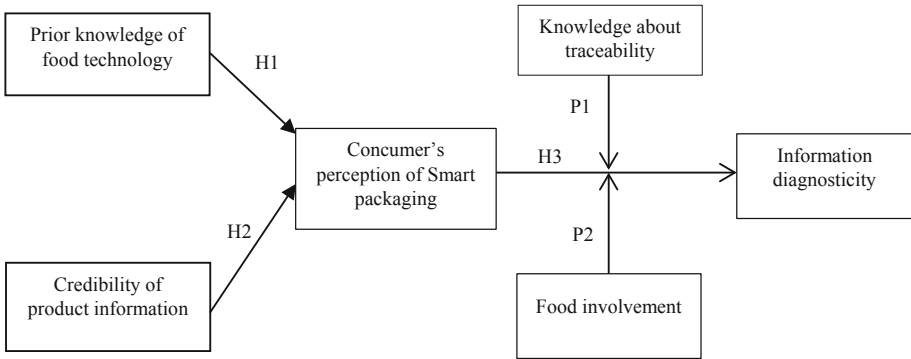 Prior knowledge of
food technology
H1
Knowledge about
traceability
P1
Concumer's
perception of Smart
packaging
H3
Information
diagnosticity
H2
P2
Credibility of
product information
Food involvement